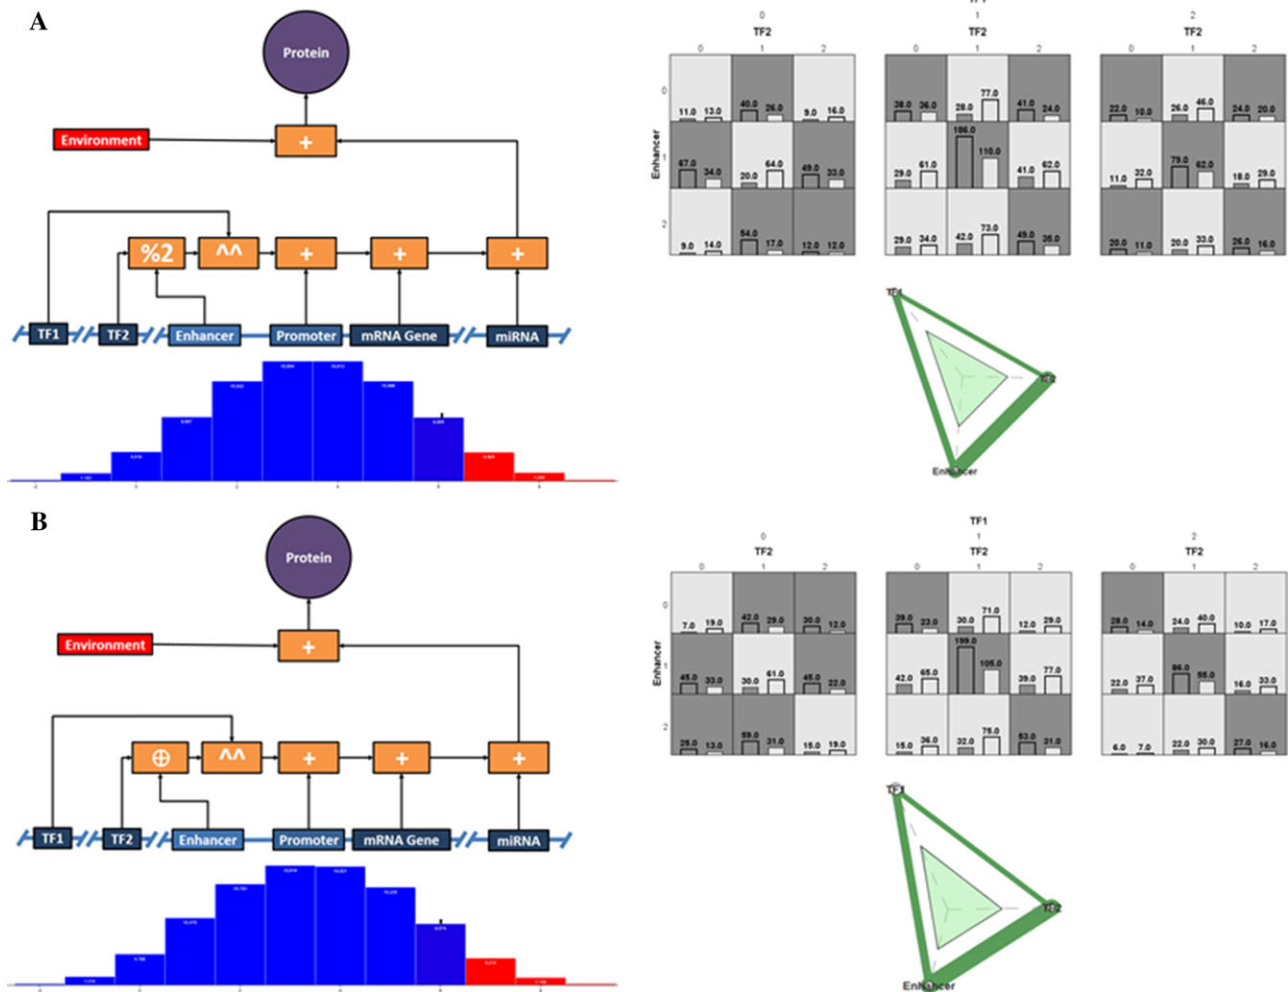 A
Protein
Environment
+
%2 ^^ + + +
TF1 TF2 Enhancer Promoter mRNA Gene miRNA
0 1 2
TF2 TF2 TF2
0 1 2 0 1 2 0 1 2
Enhancer
0
11.0 13.0 40.0 26.0 9.0 16.0 38.0 36.0 28.0 77.0 41.0 24.0 22.0 10.0 26.0 46.0 24.0 20.0
1
67.0 34.0 20.0 64.0 49.0 33.0 29.0 61.0 186.0 110.0 41.0 62.0 11.0 32.0 79.0 62.0 18.0 29.0
2
9.0 14.0 54.0 17.0 12.0 12.0 29.0 34.0 42.0 73.0 49.0 35.0 20.0 11.0 20.0 33.0 26.0 16.0
TF1
TF2
Enhancer
B
Protein
Environment
+
⊕ ^^ + + +
TF1 TF2 Enhancer Promoter mRNA Gene miRNA
TF1
0 1 2
TF2 TF2 TF2
0 1 2 0 1 2 0 1 2
Enhancer
0
7.0 19.0 42.0 29.0 30.0 12.0 39.0 23.0 30.0 71.0 12.0 29.0 28.0 14.0 24.0 40.0 10.0 17.0
1
45.0 33.0 30.0 61.0 45.0 22.0 42.0 65.0 199.0 105.0 39.0 77.0 22.0 37.0 86.0 55.0 16.0 33.0
2
25.0 13.0 59.0 31.0 15.0 19.0 15.0 36.0 32.0 75.0 53.0 31.0 6.0 7.0 22.0 30.0 27.0 16.0
TF1
TF2
Enhancer